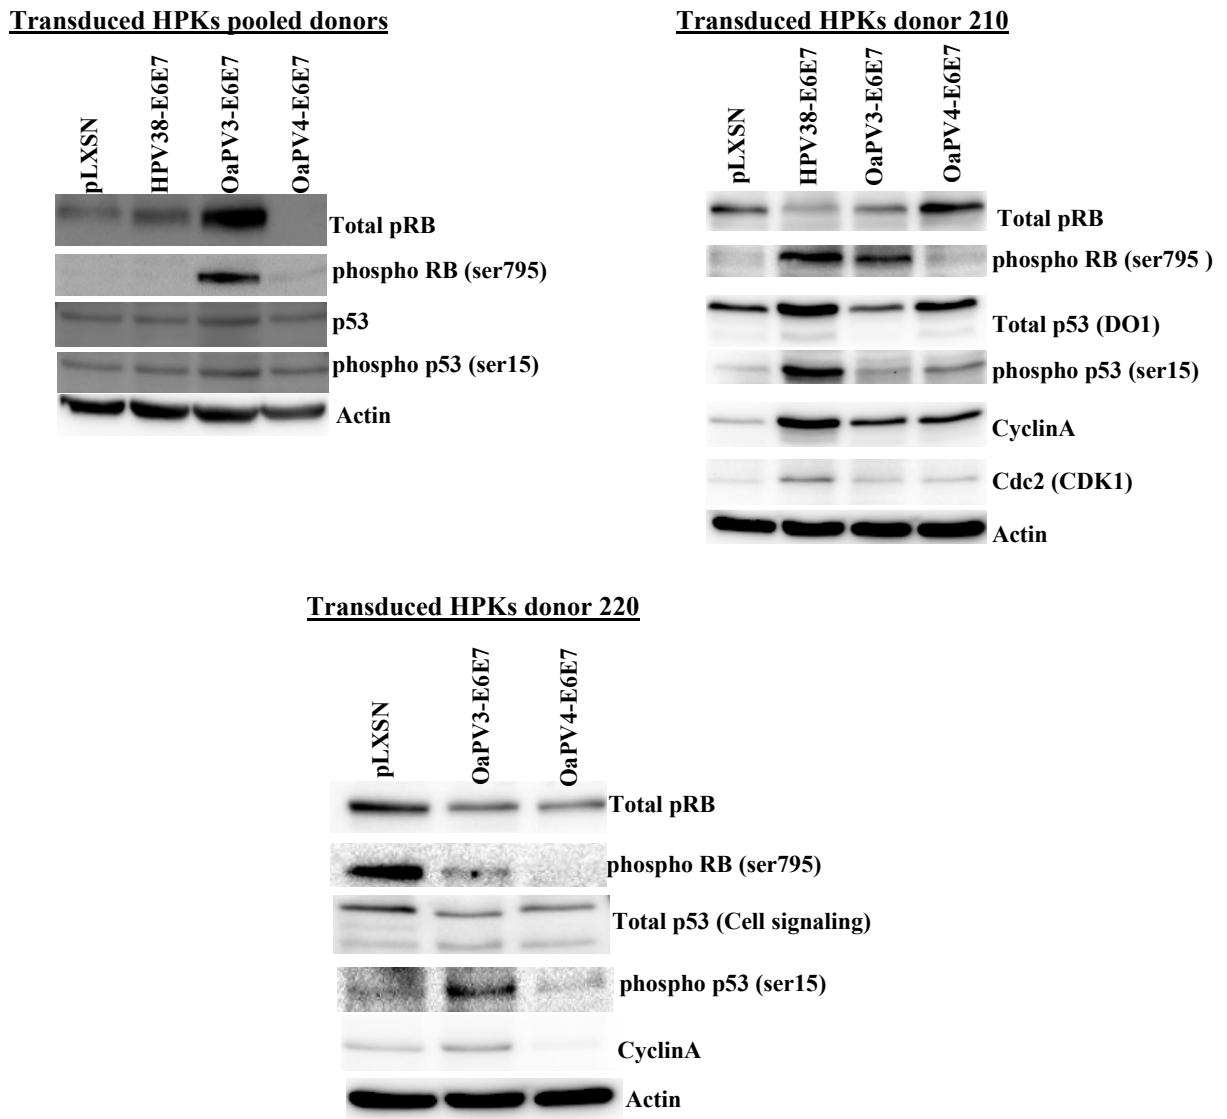 Transduced HPKs pooled donors
pLXSN
HPV38-E6E7
OaPV3-E6E7
OaPV4-E6E7
Total pRB
phospho RB (ser795)
p53
phospho p53 (ser15)
Actin
Transduced HPKs donor 210
pLXSN
HPV38-E6E7
OaPV3-E6E7
OaPV4-E6E7
Total pRB
phospho RB (ser795 )
Total p53 (DO1)
phospho p53 (ser15)
CyclinA
Cdc2 (CDK1)
Actin
Transduced HPKs donor 220
pLXSN
OaPV3-E6E7
OaPV4-E6E7
Total pRB
phospho RB (ser795)
Total p53 (Cell signaling)
phospho p53 (ser15)
CyclinA
Actin